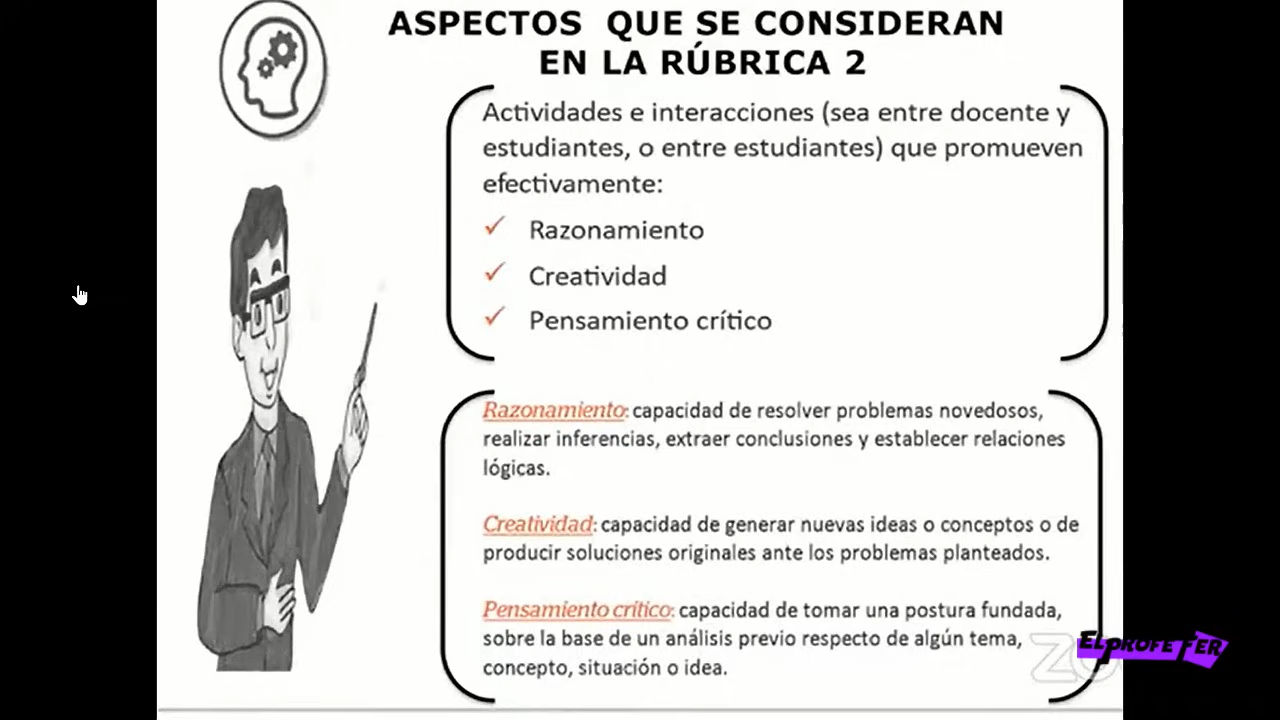 ASPECTOS QUE SE CONSIDERAN
EN LA RÚBRICA 2
Actividades e interacciones (sea entre docente y
estudiantes, o entre estudiantes) que promueven
efectivamente:
✓ Razonamiento
✓ Creatividad
✓ Pensamiento crítico
Razonamiento: capacidad de resolver problemas novedosos,
realizar inferencias, extraer conclusiones y establecer relaciones
lógicas.
Creatividad: capacidad de generar nuevas ideas o conceptos o de
producir soluciones originales ante los problemas planteados.
Pensamiento crítico: capacidad de tomar una postura fundada,
sobre la base de un análisis previo respecto de algún tema,
concepto, situación o idea.
EL PROFE FER